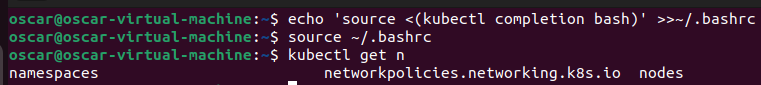 oscar@oscar-virtual-machine:~$ echo 'source <(kubectl completion bash)' >>~/.bashrc
oscar@oscar-virtual-machine:~$ source ~/.bashrc
oscar@oscar-virtual-machine:~$ kubectl get n
namespaces                            networkpolicies.networking.k8s.io  nodes